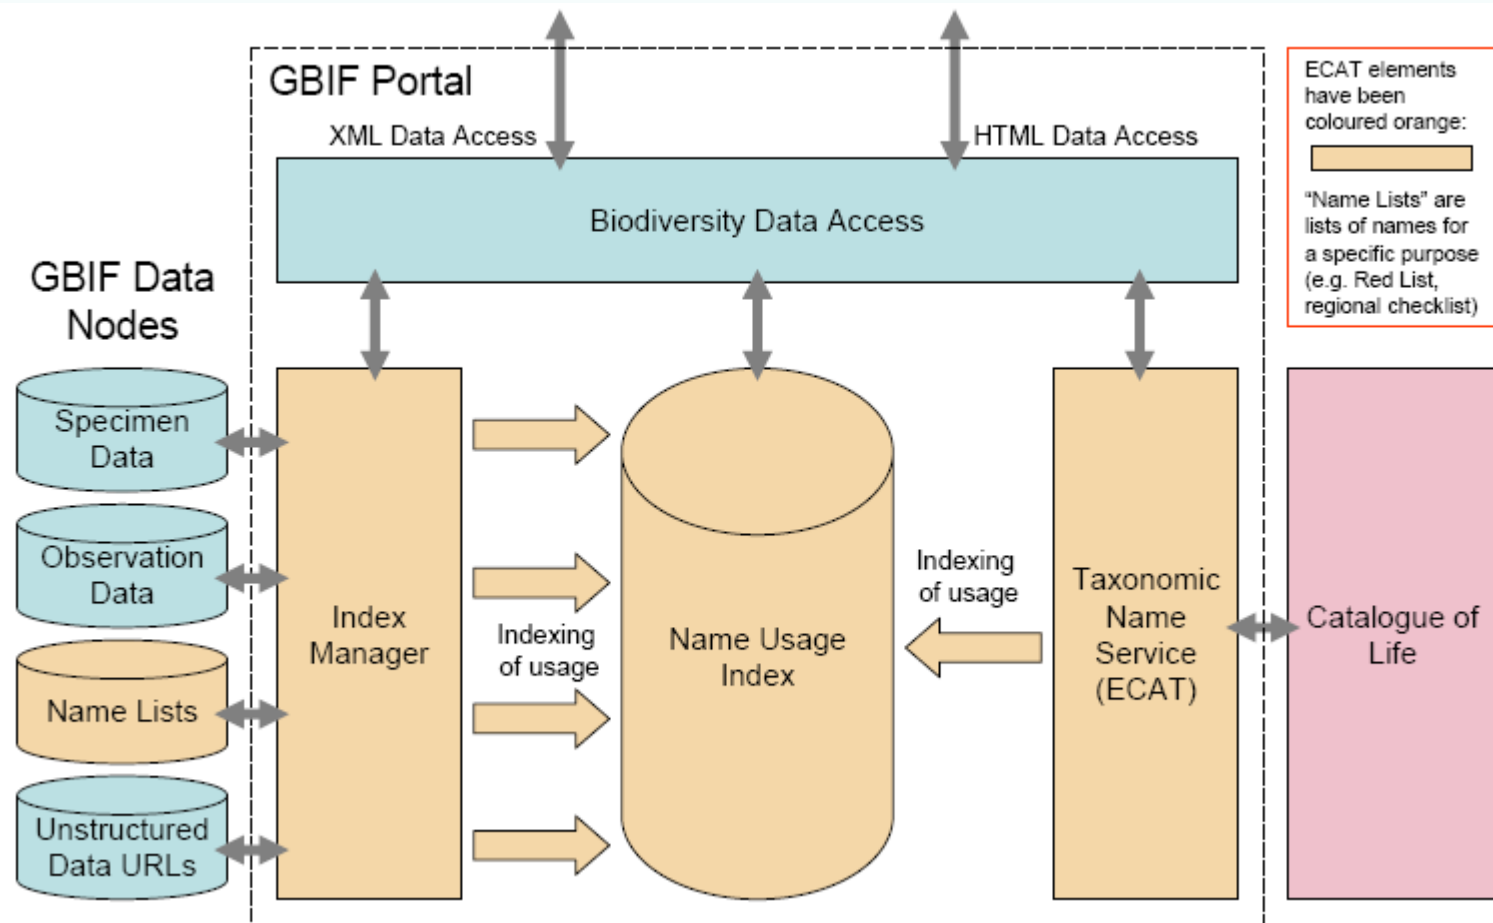 GBIF Portal
XML Data Access
HTML Data Access
Biodiversity Data Access
ECAT elements
have been
coloured orange:
“Name Lists” are
lists of names for
a specific purpose
(e.g. Red List,
regional checklist)
GBIF Data
Nodes
Specimen
Data
Observation
Data
Name Lists
Unstructured
Data URLs
Index
Manager
Indexing
of usage
Name Usage
Index
Indexing
of usage
Taxonomic
Name
Service
(ECAT)
Catalogue of
Life